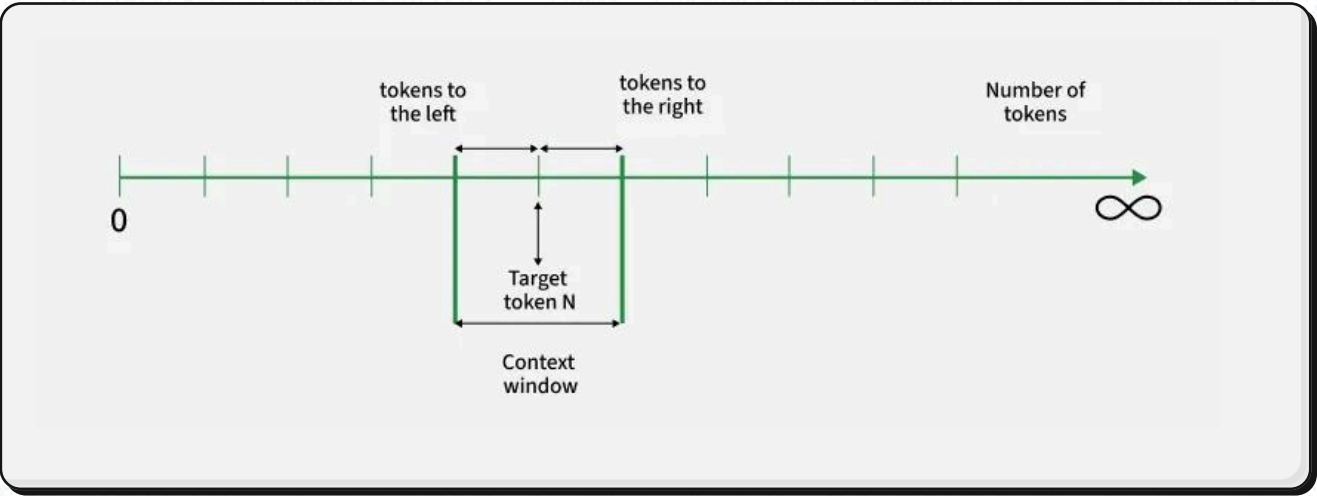 tokens to
the left
tokens to
the right
Number of
tokens
0
∞
Target
token N
Context
window